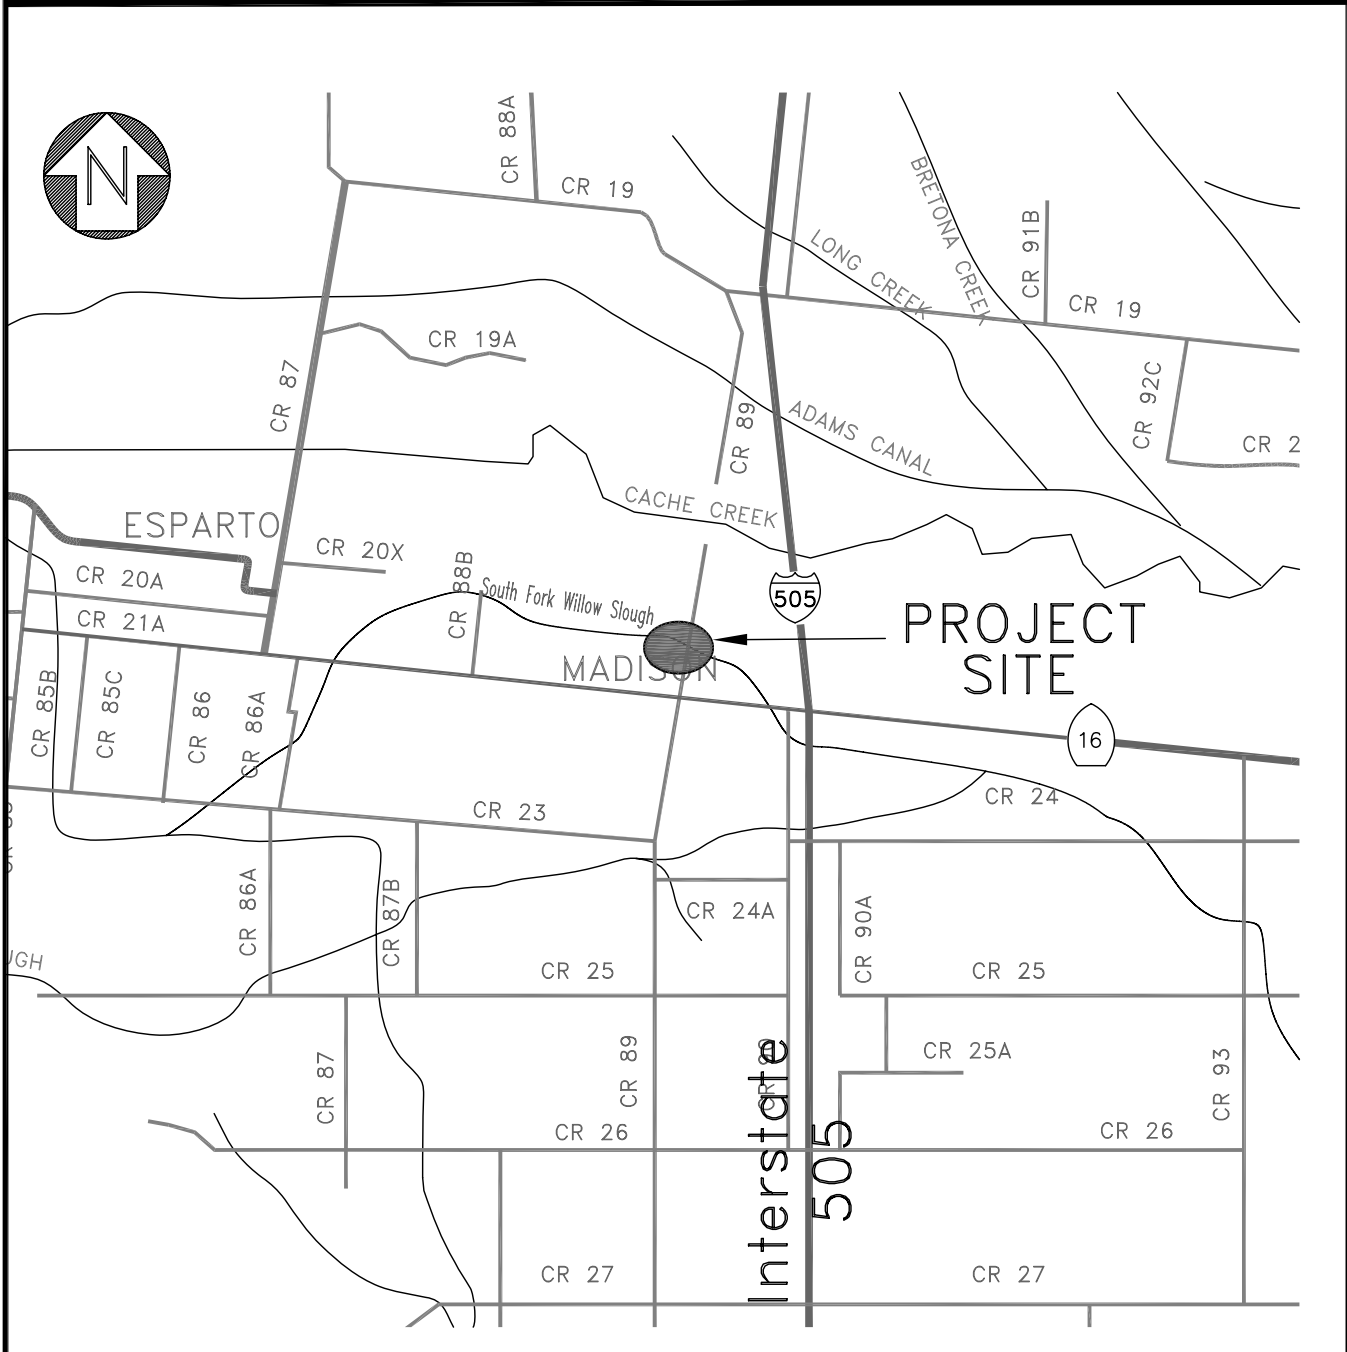 N
CR 88A
CR 19
BRETONA CREEK
LONG CREEK
CR 91B
CR 19
CR 19A
CR 87
CR 92C
CR 89
ADAMS CANAL
CR 2
CACHE CREEK
ESPARTO
CR 20X
CR 88B
CR 20A
South Fork Willow Slough
505
PROJECT
SITE
CR 21A
MADISON
CR 85B
CR 85C
CR 86
CR 86A
16
CR 23
CR 24
CR 86A
CR 87B
CR 24A
CR 90A
UGH
CR 25
CR 25
CR 87
CR 89
CR 25A
CR 93
CR 26
CR 26
Interstate
505
CR 27
CR 27